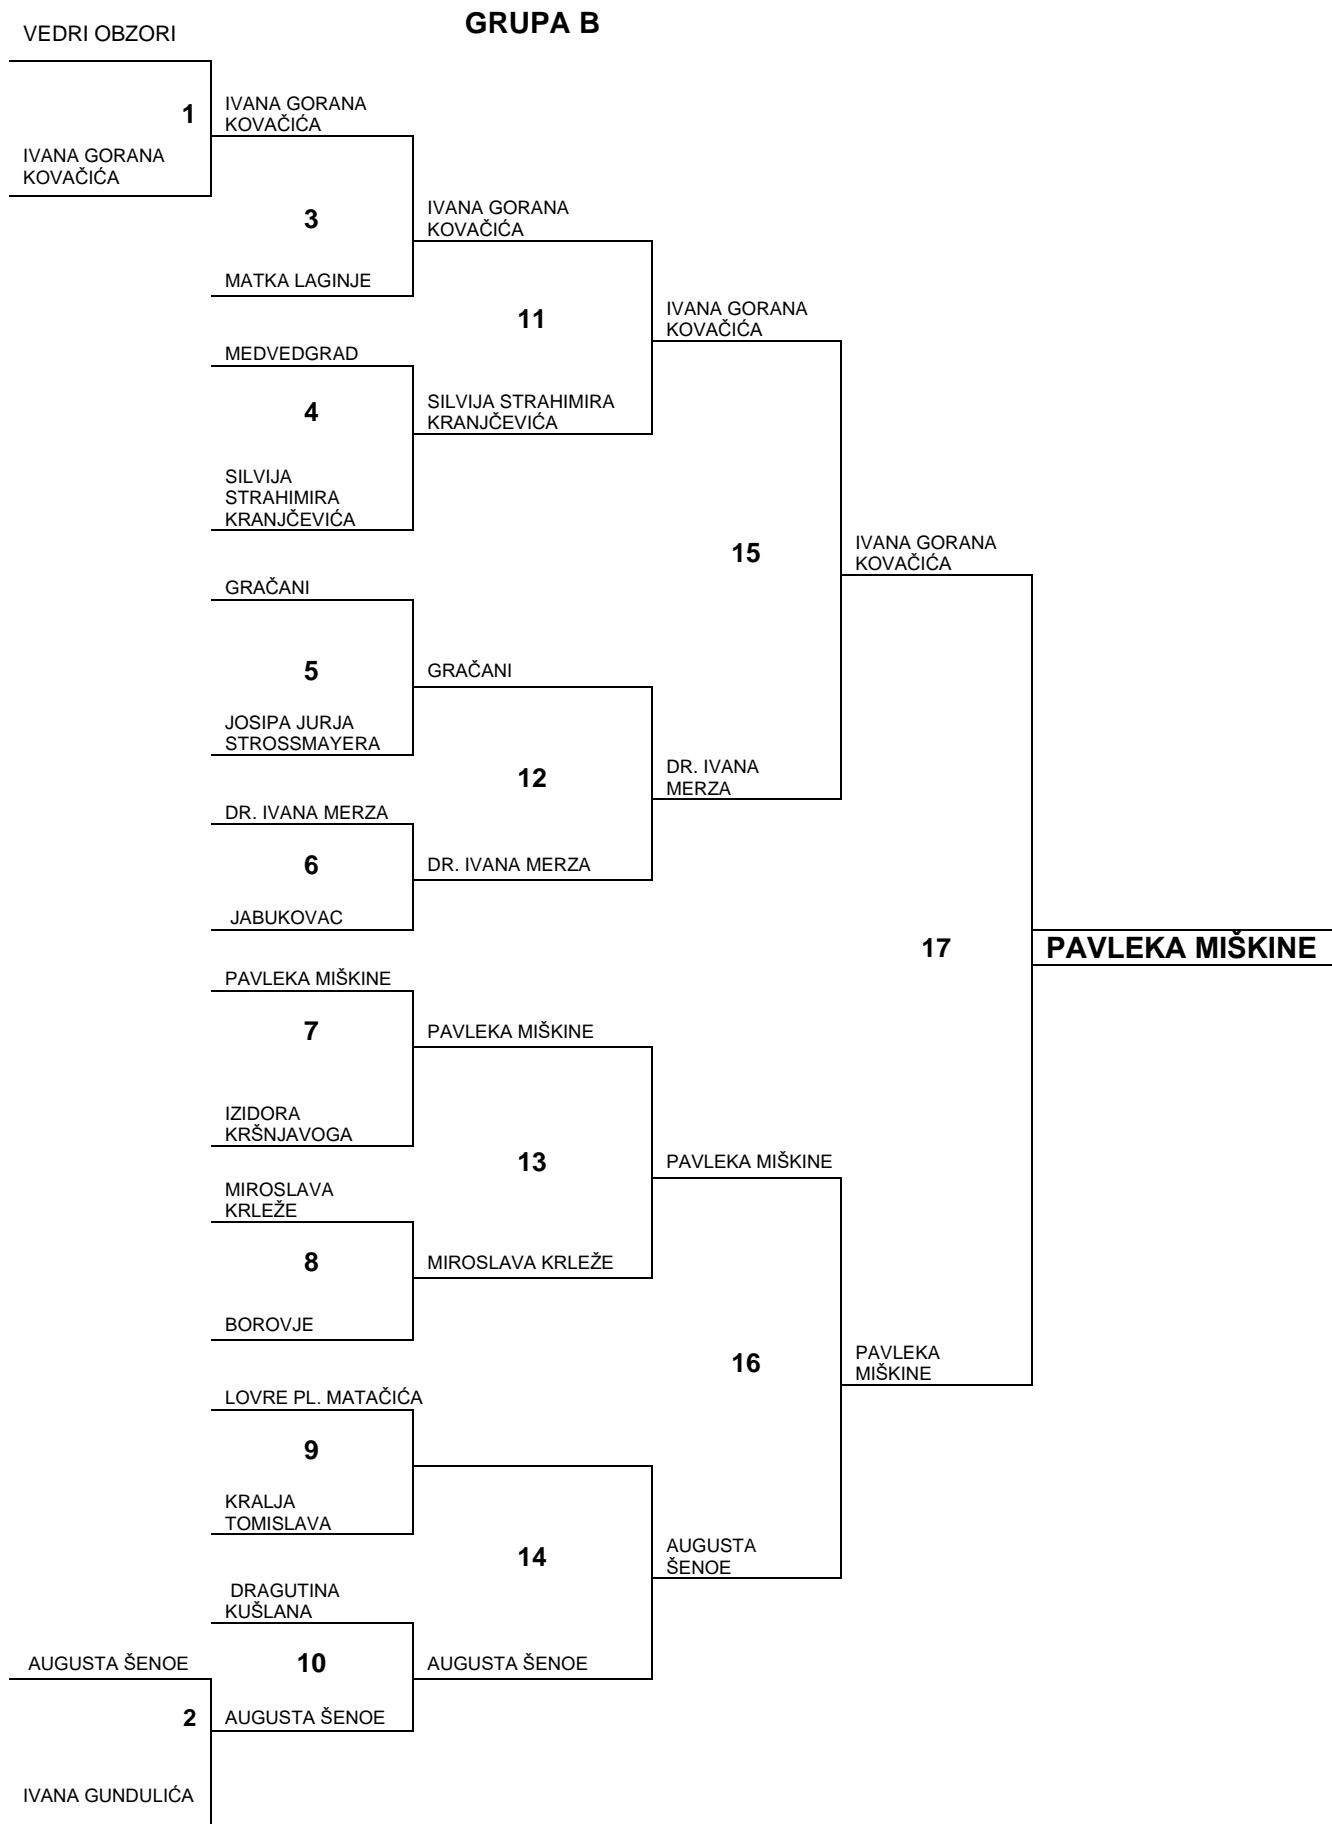 GRUPA B
VEDRI OBZORI
1
IVANA GORANA
KOVAČIĆA
IVANA GORANA
KOVAČIĆA
3
IVANA GORANA
KOVAČIĆA
MATKA LAGINJE
11
IVANA GORANA
KOVAČIĆA
MEDVEDGRAD
4
SILVIJA STRAHIMIRA
KRANJČEVIĆA
SILVIJA
STRAHIMIRA
KRANJČEVIĆA
15
IVANA GORANA
KOVAČIĆA
GRAČANI
5
GRAČANI
JOSIPA JURJA
STROSSMAYERA
12
DR. IVANA
MERZA
DR. IVANA MERZA
6
DR. IVANA MERZA
JABUKOVAC
17
PAVLEKA MIŠKINE
PAVLEKA MIŠKINE
7
PAVLEKA MIŠKINE
IZIDORA
KRŠNJAVOGA
13
PAVLEKA MIŠKINE
MIROSLAVA
KRLEŽE
8
MIROSLAVA KRLEŽE
BOROVJE
16
PAVLEKA
MIŠKINE
LOVRE PL. MATAČIĆA
9
KRALJA
TOMISLAVA
14
AUGUSTA
ŠENOE
DRAGUTINA
KUŠLANA
AUGUSTA ŠENOE
10
AUGUSTA ŠENOE
2
AUGUSTA ŠENOE
IVANA GUNDULIĆA